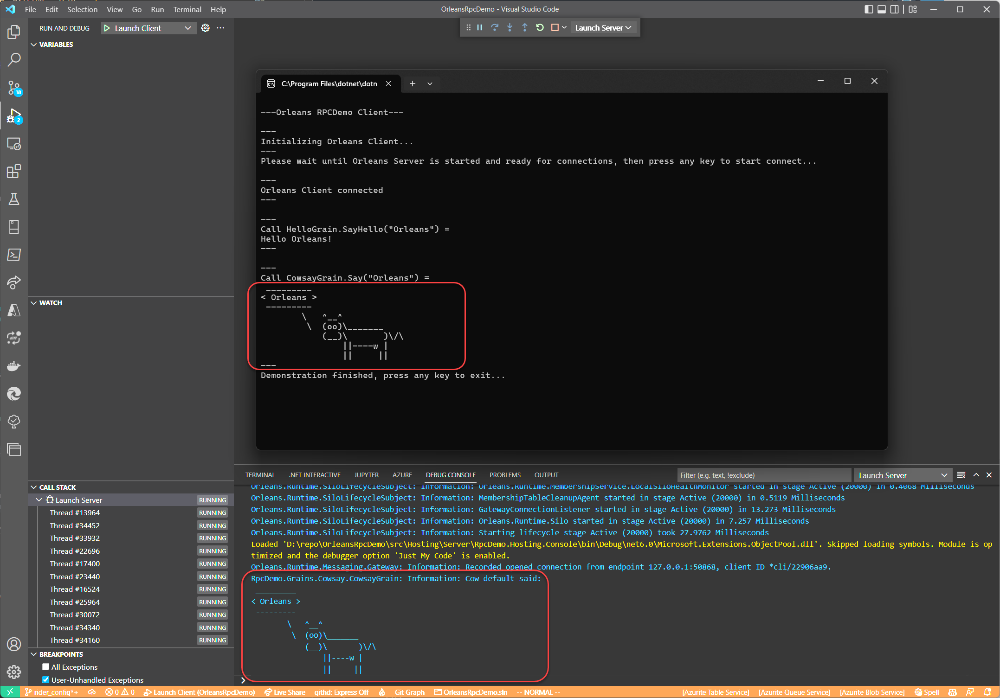 File Edit Selection View Go Run Terminal Help
OrleansRpcDemo - Visual Studio Code
RUN AND DEBUG
Launch Client
Launch Server
VARIABLES
18
2
C:\Program Files\dotnet\dotn
---Orleans RPCDemo Client---
---
Initializing Orleans Client...
---
Please wait until Orleans Server is started and ready for connections, then press any key to start connect...
---
Orleans Client connected
---
---
Call HelloGrain.SayHello("Orleans") =
Hello Orleans!
---
---
Call CowsayGrain.Say("Orleans") =
 _________
< Orleans >
 ---------
        \   ^__^
         \  (oo)\_______
            (__)\       )\/\
                ||----w |
                ||     ||
---
Demonstration finished, press any key to exit...
WATCH
CALL STACK
Launch Server RUNNING
Thread #13964 RUNNING
Thread #34452 RUNNING
Thread #33932 RUNNING
Thread #22696 RUNNING
Thread #17400 RUNNING
Thread #23440 RUNNING
Thread #16524 RUNNING
Thread #25964 RUNNING
Thread #30072 RUNNING
Thread #34340 RUNNING
Thread #34160 RUNNING
BREAKPOINTS
All Exceptions
User-Unhandled Exceptions
TERMINAL .NET INTERACTIVE JUPYTER AZURE DEBUG CONSOLE PROBLEMS OUTPUT
Filter (e.g. text, !exclude)
Launch Server
Orleans.Runtime.SiloLifecycleSubject: Information: Orleans.Runtime.MembershipService.LocalSiloHealthMonitor started in stage Active (20000) in 0.4068 Milliseconds
Orleans.Runtime.SiloLifecycleSubject: Information: MembershipTableCleanupAgent started in stage Active (20000) in 0.5119 Milliseconds
Orleans.Runtime.SiloLifecycleSubject: Information: GatewayConnectionListener started in stage Active (20000) in 13.273 Milliseconds
Orleans.Runtime.SiloLifecycleSubject: Information: Orleans.Runtime.Silo started in stage Active (20000) in 7.257 Milliseconds
Orleans.Runtime.SiloLifecycleSubject: Information: Starting lifecycle stage Active (20000) took 27.9762 Milliseconds
Loaded 'D:\repo\OrleansRpcDemo\src\Hosting\Server\RpcDemo.Hosting.Console\bin\Debug\net6.0\Microsoft.Extensions.ObjectPool.dll'. Skipped loading symbols. Module is op
timized and the debugger option 'Just My Code' is enabled.
Orleans.Runtime.Messaging.Gateway: Information: Recorded opened connection from endpoint 127.0.0.1:50868, client ID *cli/22906aa9.
RpcDemo.Grains.Cowsay.CowsayGrain: Information: Cow default said:
 _________
< Orleans >
 ---------
        \   ^__^
         \  (oo)\_______
            (__)\       )\/\
                ||----w |
                ||     ||
rider_config*+ 0 0 Launch Client (OrleansRpcDemo) Live Share githd: Express Off Git Graph OrleansRpcDemo.sln -- NORMAL -- [Azurite Table Service] [Azurite Queue Service] [Azurite Blob Service] Spell